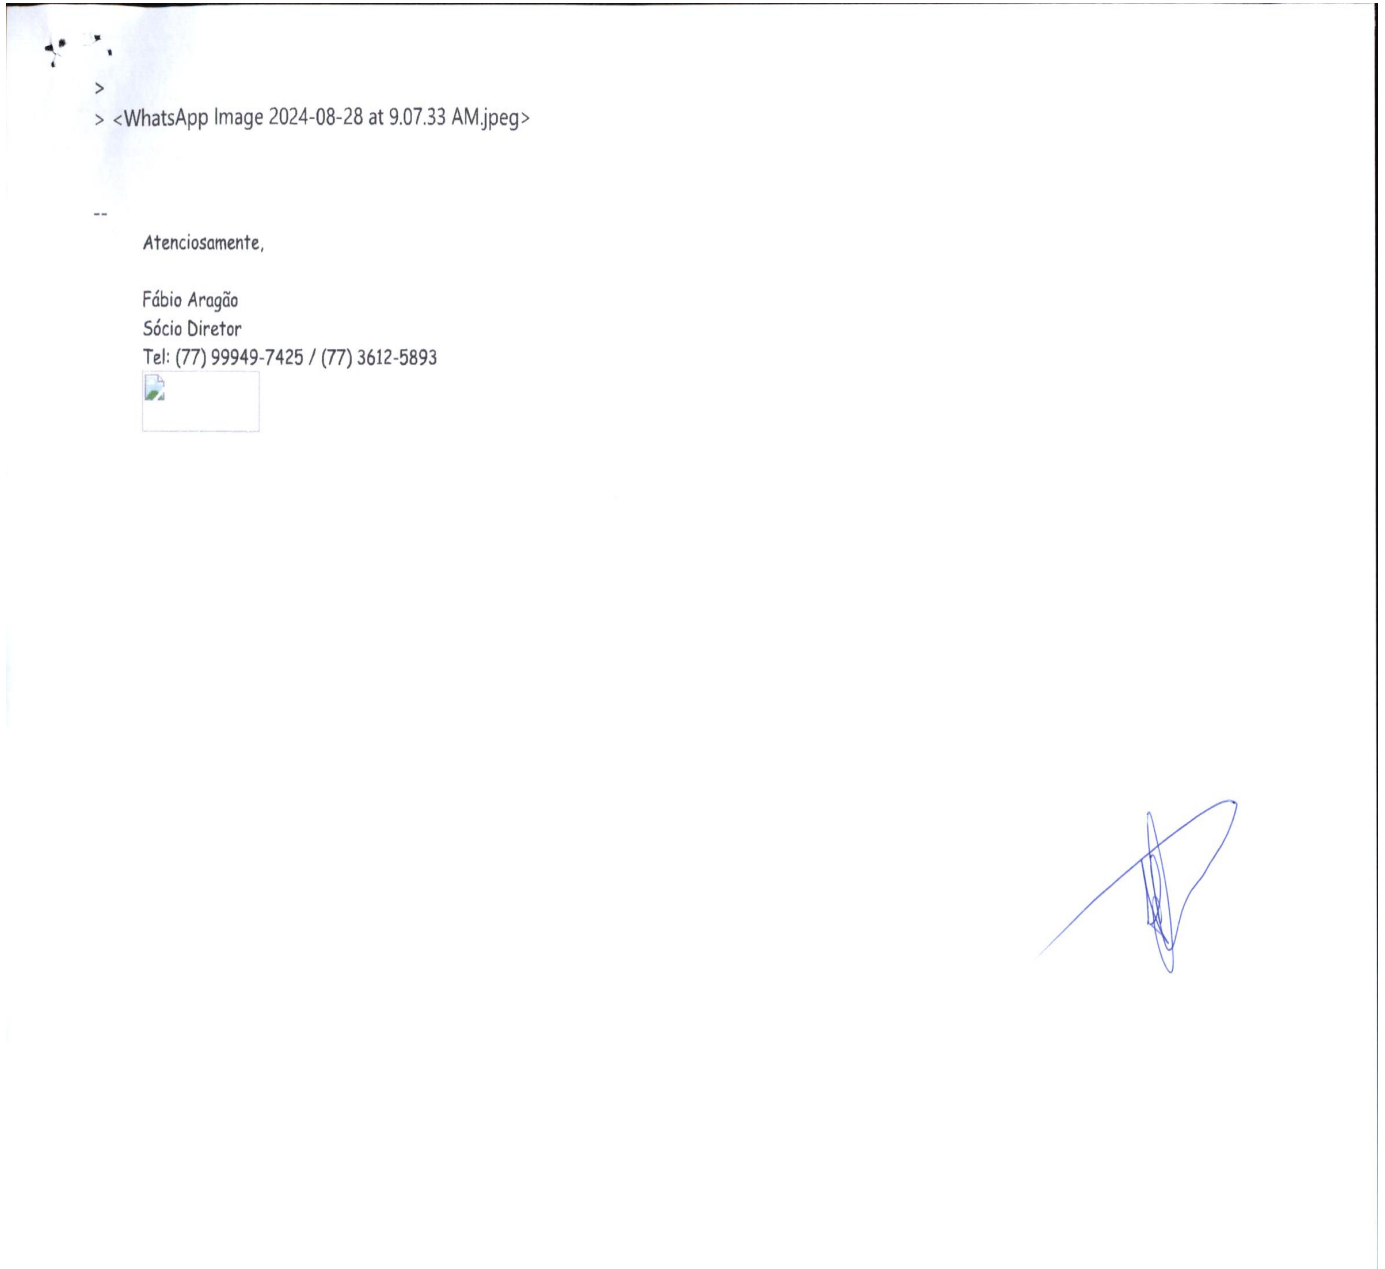 >
> <WhatsApp Image 2024-08-28 at 9.07.33 AM.jpeg>
--
Atenciosamente,
Fábio Aragão
Sócio Diretor
Tel: (77) 99949-7425 / (77) 3612-5893